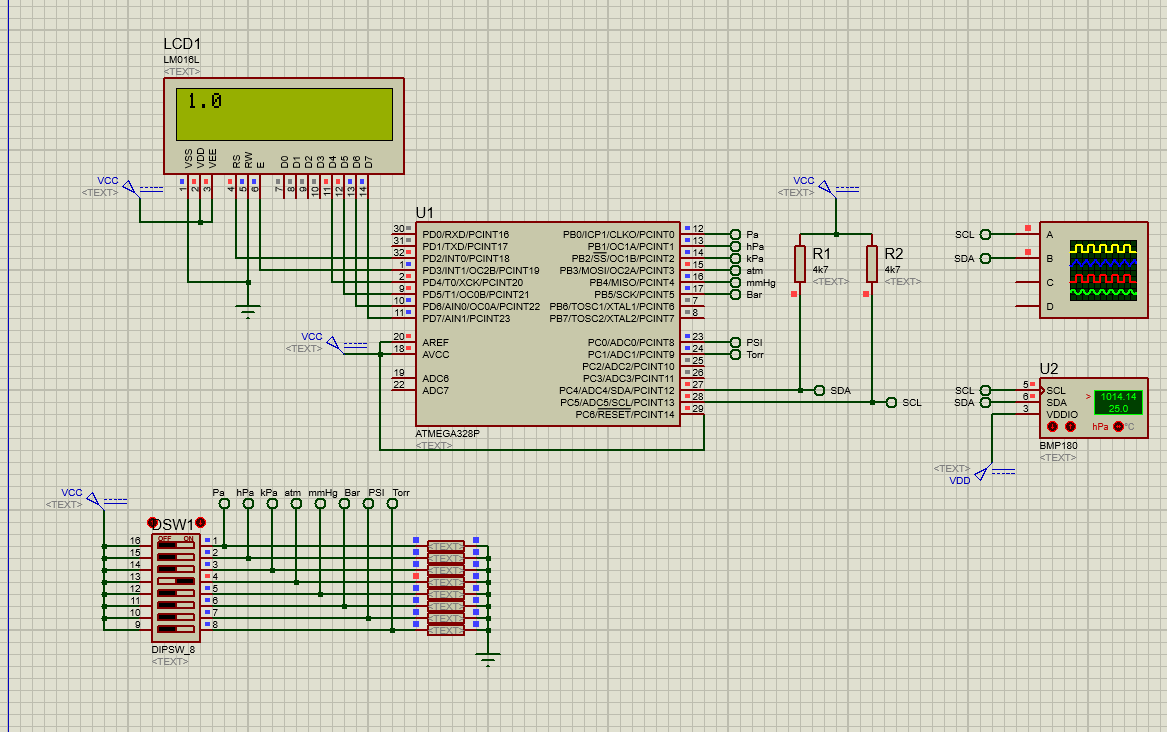 LCD1
LM016L
<TEXT>
1.0
VSS VDD VEE RS RW E D0 D1 D2 D3 D4 D5 D6 D7
1 2 3 4 5 6 7 8 9 10 11 12 13 14
VCC
<TEXT>
U1
30 PD0/RXD/PCINT16
31 PD1/TXD/PCINT17
32 PD2/INT0/PCINT18
1 PD3/INT1/OC2B/PCINT19
2 PD4/T0/XCK/PCINT20
9 PD5/T1/OC0B/PCINT21
10 PD6/AIN0/OC0A/PCINT22
11 PD7/AIN1/PCINT23
20 AREF
18 AVCC
19 ADC6
22 ADC7
PB0/ICP1/CLKO/PCINT0 12 Pa
PB1/OC1A/PCINT1 13 hPa
PB2/SS/OC1B/PCINT2 14 kPa
PB3/MOSI/OC2A/PCINT3 15 atm
PB4/MISO/PCINT4 16 mmHg
PB5/SCK/PCINT5 17 Bar
PB6/TOSC1/XTAL1/PCINT6 7
PB7/TOSC2/XTAL2/PCINT7 8
PC0/ADC0/PCINT8 23 PSI
PC1/ADC1/PCINT9 24 Torr
PC2/ADC2/PCINT10 25
PC3/ADC3/PCINT11 26
PC4/ADC4/SDA/PCINT12 27 SDA
PC5/ADC5/SCL/PCINT13 28 SCL
PC6/RESET/PCINT14 29
ATMEGA328P
<TEXT>
VCC
<TEXT>
VCC
<TEXT>
R1
4k7
<TEXT>
R2
4k7
<TEXT>
SCL A
SDA B
C
D
U2
SCL 5 SCL
SDA 6 SDA
3 VDDIO
>
1014.14
25.0
hPa °C
BMP180
<TEXT>
<TEXT>
VDD
VCC
<TEXT>
Pa hPa kPa atm mmHg Bar PSI Torr
DSW1
OFF ON
16 1 <TEXT>
15 2 <TEXT>
14 3 <TEXT>
13 4 <TEXT>
12 5 <TEXT>
11 6 <TEXT>
10 7 <TEXT>
9 8 <TEXT>
DIPSW_8
<TEXT>